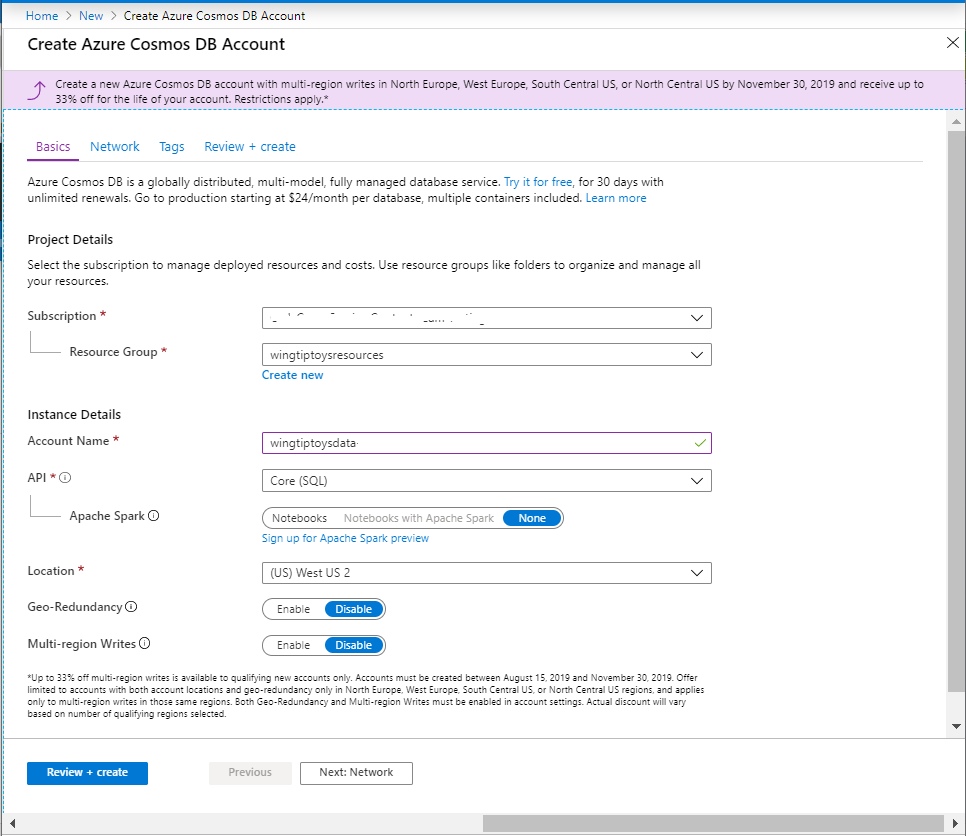 Home > New > Create Azure Cosmos DB Account
Create Azure Cosmos DB Account
Create a new Azure Cosmos DB account with multi-region writes in North Europe, West Europe, South Central US, or North Central US by November 30, 2019 and receive up to
33% off for the life of your account. Restrictions apply.*
Basics Network Tags Review + create
Azure Cosmos DB is a globally distributed, multi-model, fully managed database service. Try it for free, for 30 days with
unlimited renewals. Go to production starting at $24/month per database, multiple containers included. Learn more
Project Details
Select the subscription to manage deployed resources and costs. Use resource groups like folders to organize and manage all
your resources.
Subscription *
Resource Group * wingtiptoysresources
Create new
Instance Details
Account Name * wingtiptoysdata
API * Core (SQL)
Apache Spark Notebooks Notebooks with Apache Spark None
Sign up for Apache Spark preview
Location * (US) West US 2
Geo-Redundancy Enable Disable
Multi-region Writes Enable Disable
*Up to 33% off multi-region writes is available to qualifying new accounts only. Accounts must be created between August 15, 2019 and November 30, 2019. Offer
limited to accounts with both account locations and geo-redundancy only in North Europe, West Europe, South Central US, or North Central US regions, and applies
only to multi-region writes in those same regions. Both Geo-Redundancy and Multi-region Writes must be enabled in account settings. Actual discount will vary
based on number of qualifying regions selected.
Review + create Previous Next: Network